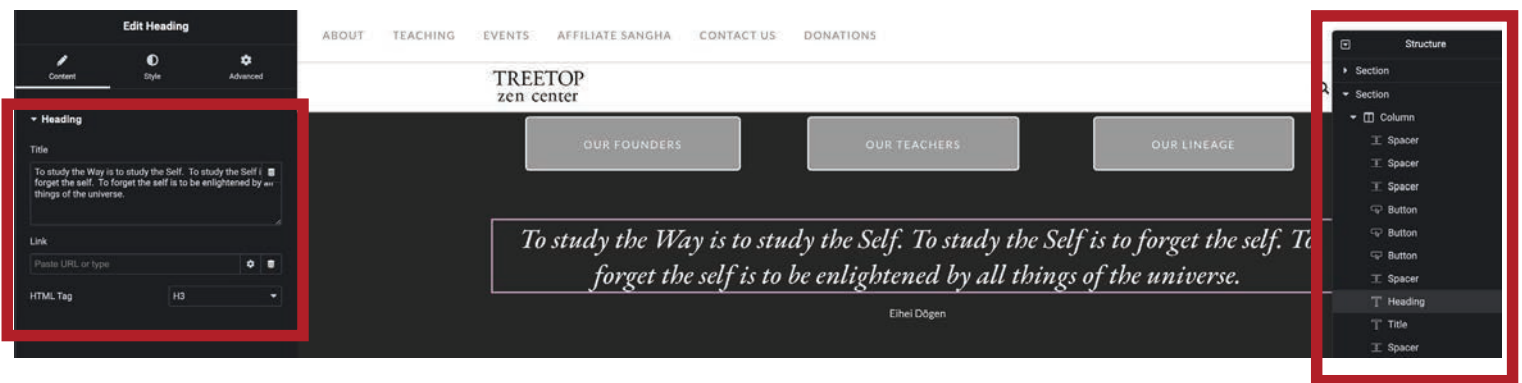 Edit Heading
Content
Style
Advanced
Heading
Title
To study the Way is to study the Self. To study the Self i
forget the self. To forget the self is to be enlightened by all
things of the universe.
Link
Paste URL or type
HTML Tag
H3
ABOUT
TEACHING
EVENTS
AFFILIATE SANGHA
CONTACT US
DONATIONS
TREETOP
zen center
OUR FOUNDERS
OUR TEACHERS
OUR LINEAGE
To study the Way is to study the Self. To study the Self is to forget the self. To
forget the self is to be enlightened by all things of the universe.
Eihei Dōgen
Structure
Section
Section
Column
Spacer
Spacer
Spacer
Button
Button
Button
Spacer
Heading
Title
Spacer